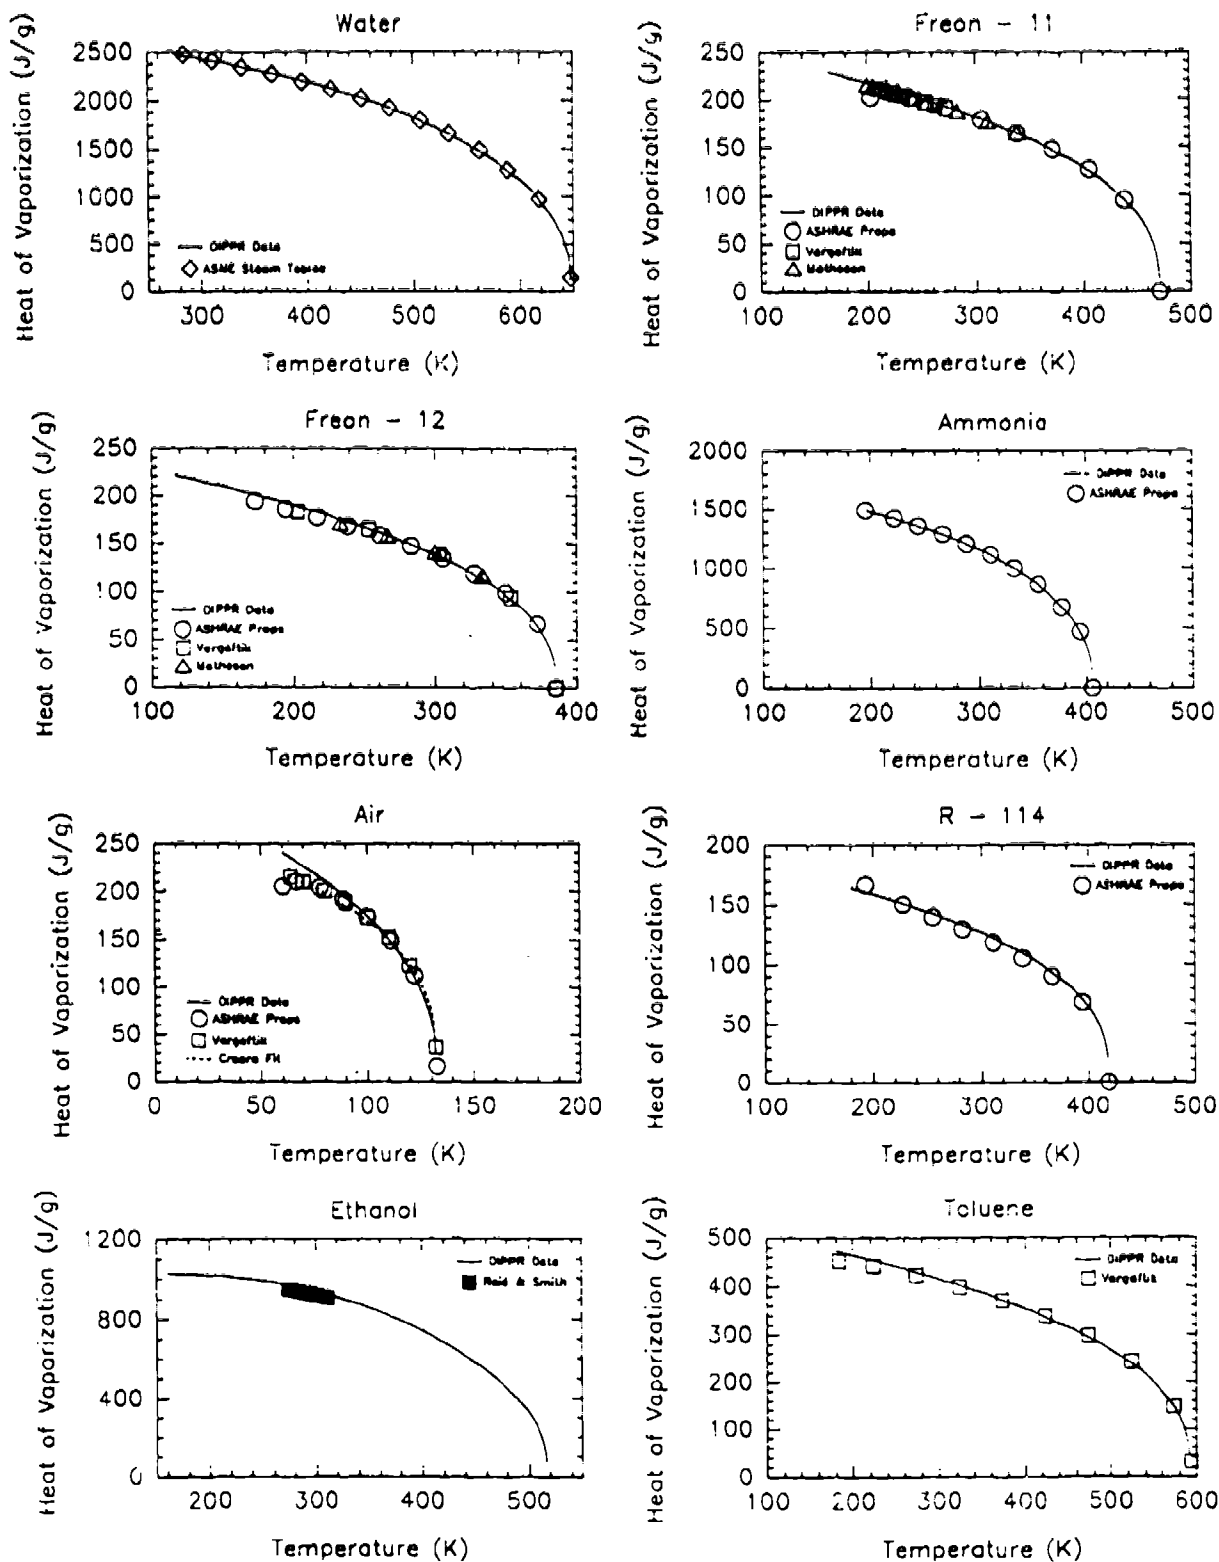 Water
Heat of Vaporization (J/g)
2500
2000
1500
1000
500
0
DIPPR Data
ASME Steam Tables
300 400 500 600
Temperature (K)
Freon - 11
Heat of Vaporization (J/g)
250
200
150
100
50
0
DIPPR Data
ASHRAE Props
Vargaftik
Matheson
100 200 300 400 500
Temperature (K)
Freon - 12
Heat of Vaporization (J/g)
250
200
150
100
50
0
DIPPR Data
ASHRAE Props
Vargaftik
Matheson
100 200 300 400
Temperature (K)
Ammonia
Heat of Vaporization (J/g)
2000
1500
1000
500
0
DIPPR Data
ASHRAE Props
100 200 300 400 500
Temperature (K)
Air
Heat of Vaporization (J/g)
250
200
150
100
50
0
DIPPR Data
ASHRAE Props
Vargaftik
Creare Fit
0 50 100 150 200
Temperature (K)
R - 114
Heat of Vaporization (J/g)
200
150
100
50
0
DIPPR Data
ASHRAE Props
100 200 300 400 500
Temperature (K)
Ethanol
Heat of Vaporization (J/g)
1200
800
400
0
DIPPR Data
Reid & Smith
200 300 400 500
Temperature (K)
Toluene
Heat of Vaporization (J/g)
500
400
300
200
100
0
DIPPR Data
Vargaftik
100 200 300 400 500 600
Temperature (K)